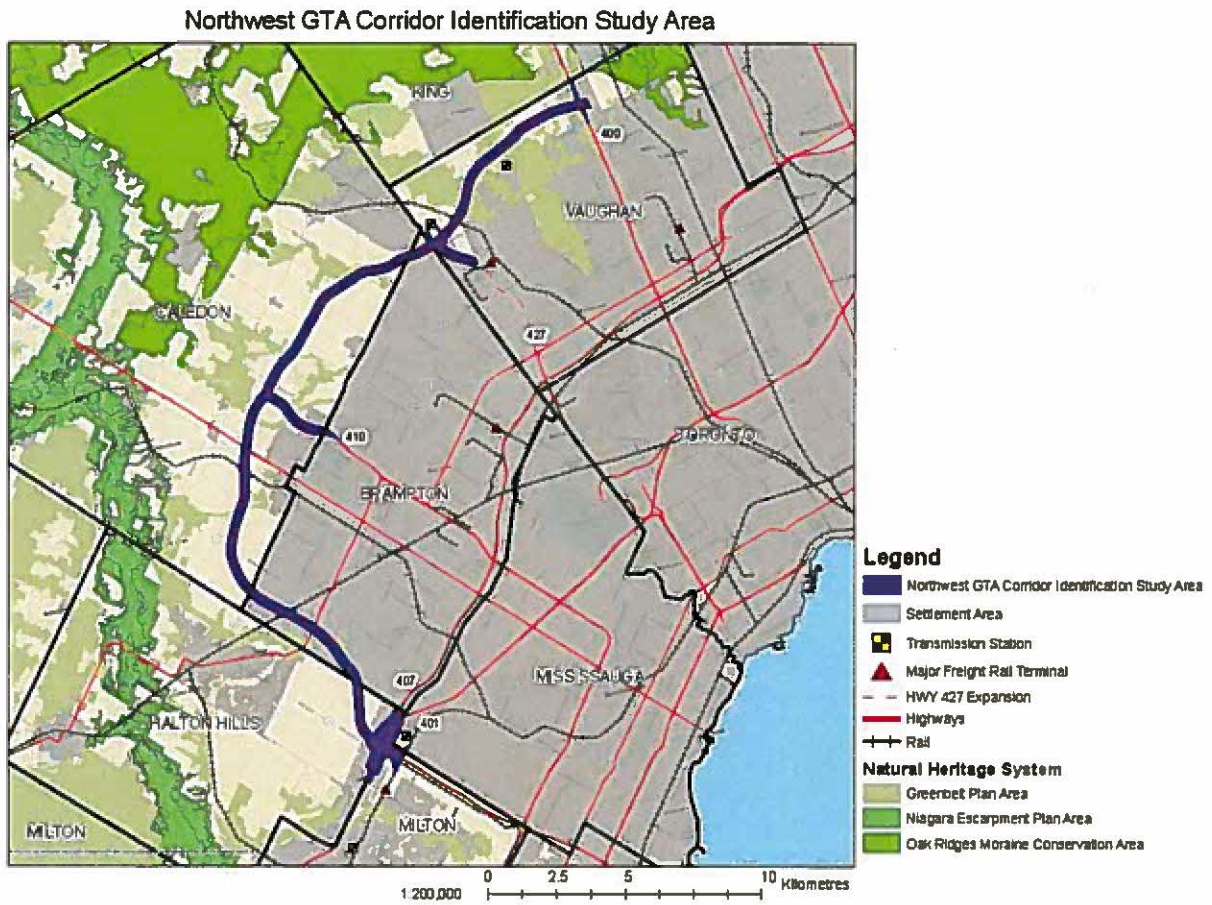 Northwest GTA Corridor Identification Study Area
KING
400
VAUGHAN
CALEDON
427
410
TORONTO
BRAMPTON
MISSISSAUGA
407
401
HALTON HILLS
MILTON
MILTON
Legend
Northwest GTA Corridor Identification Study Area
Settlement Area
Transmission Station
Major Freight Rail Terminal
HWY 427 Expansion
Highways
Rail
Natural Heritage System
Greenbelt Plan Area
Niagara Escarpment Plan Area
Oak Ridges Moraine Conservation Area
0 2.5 5 10 Kilometres
1:200,000